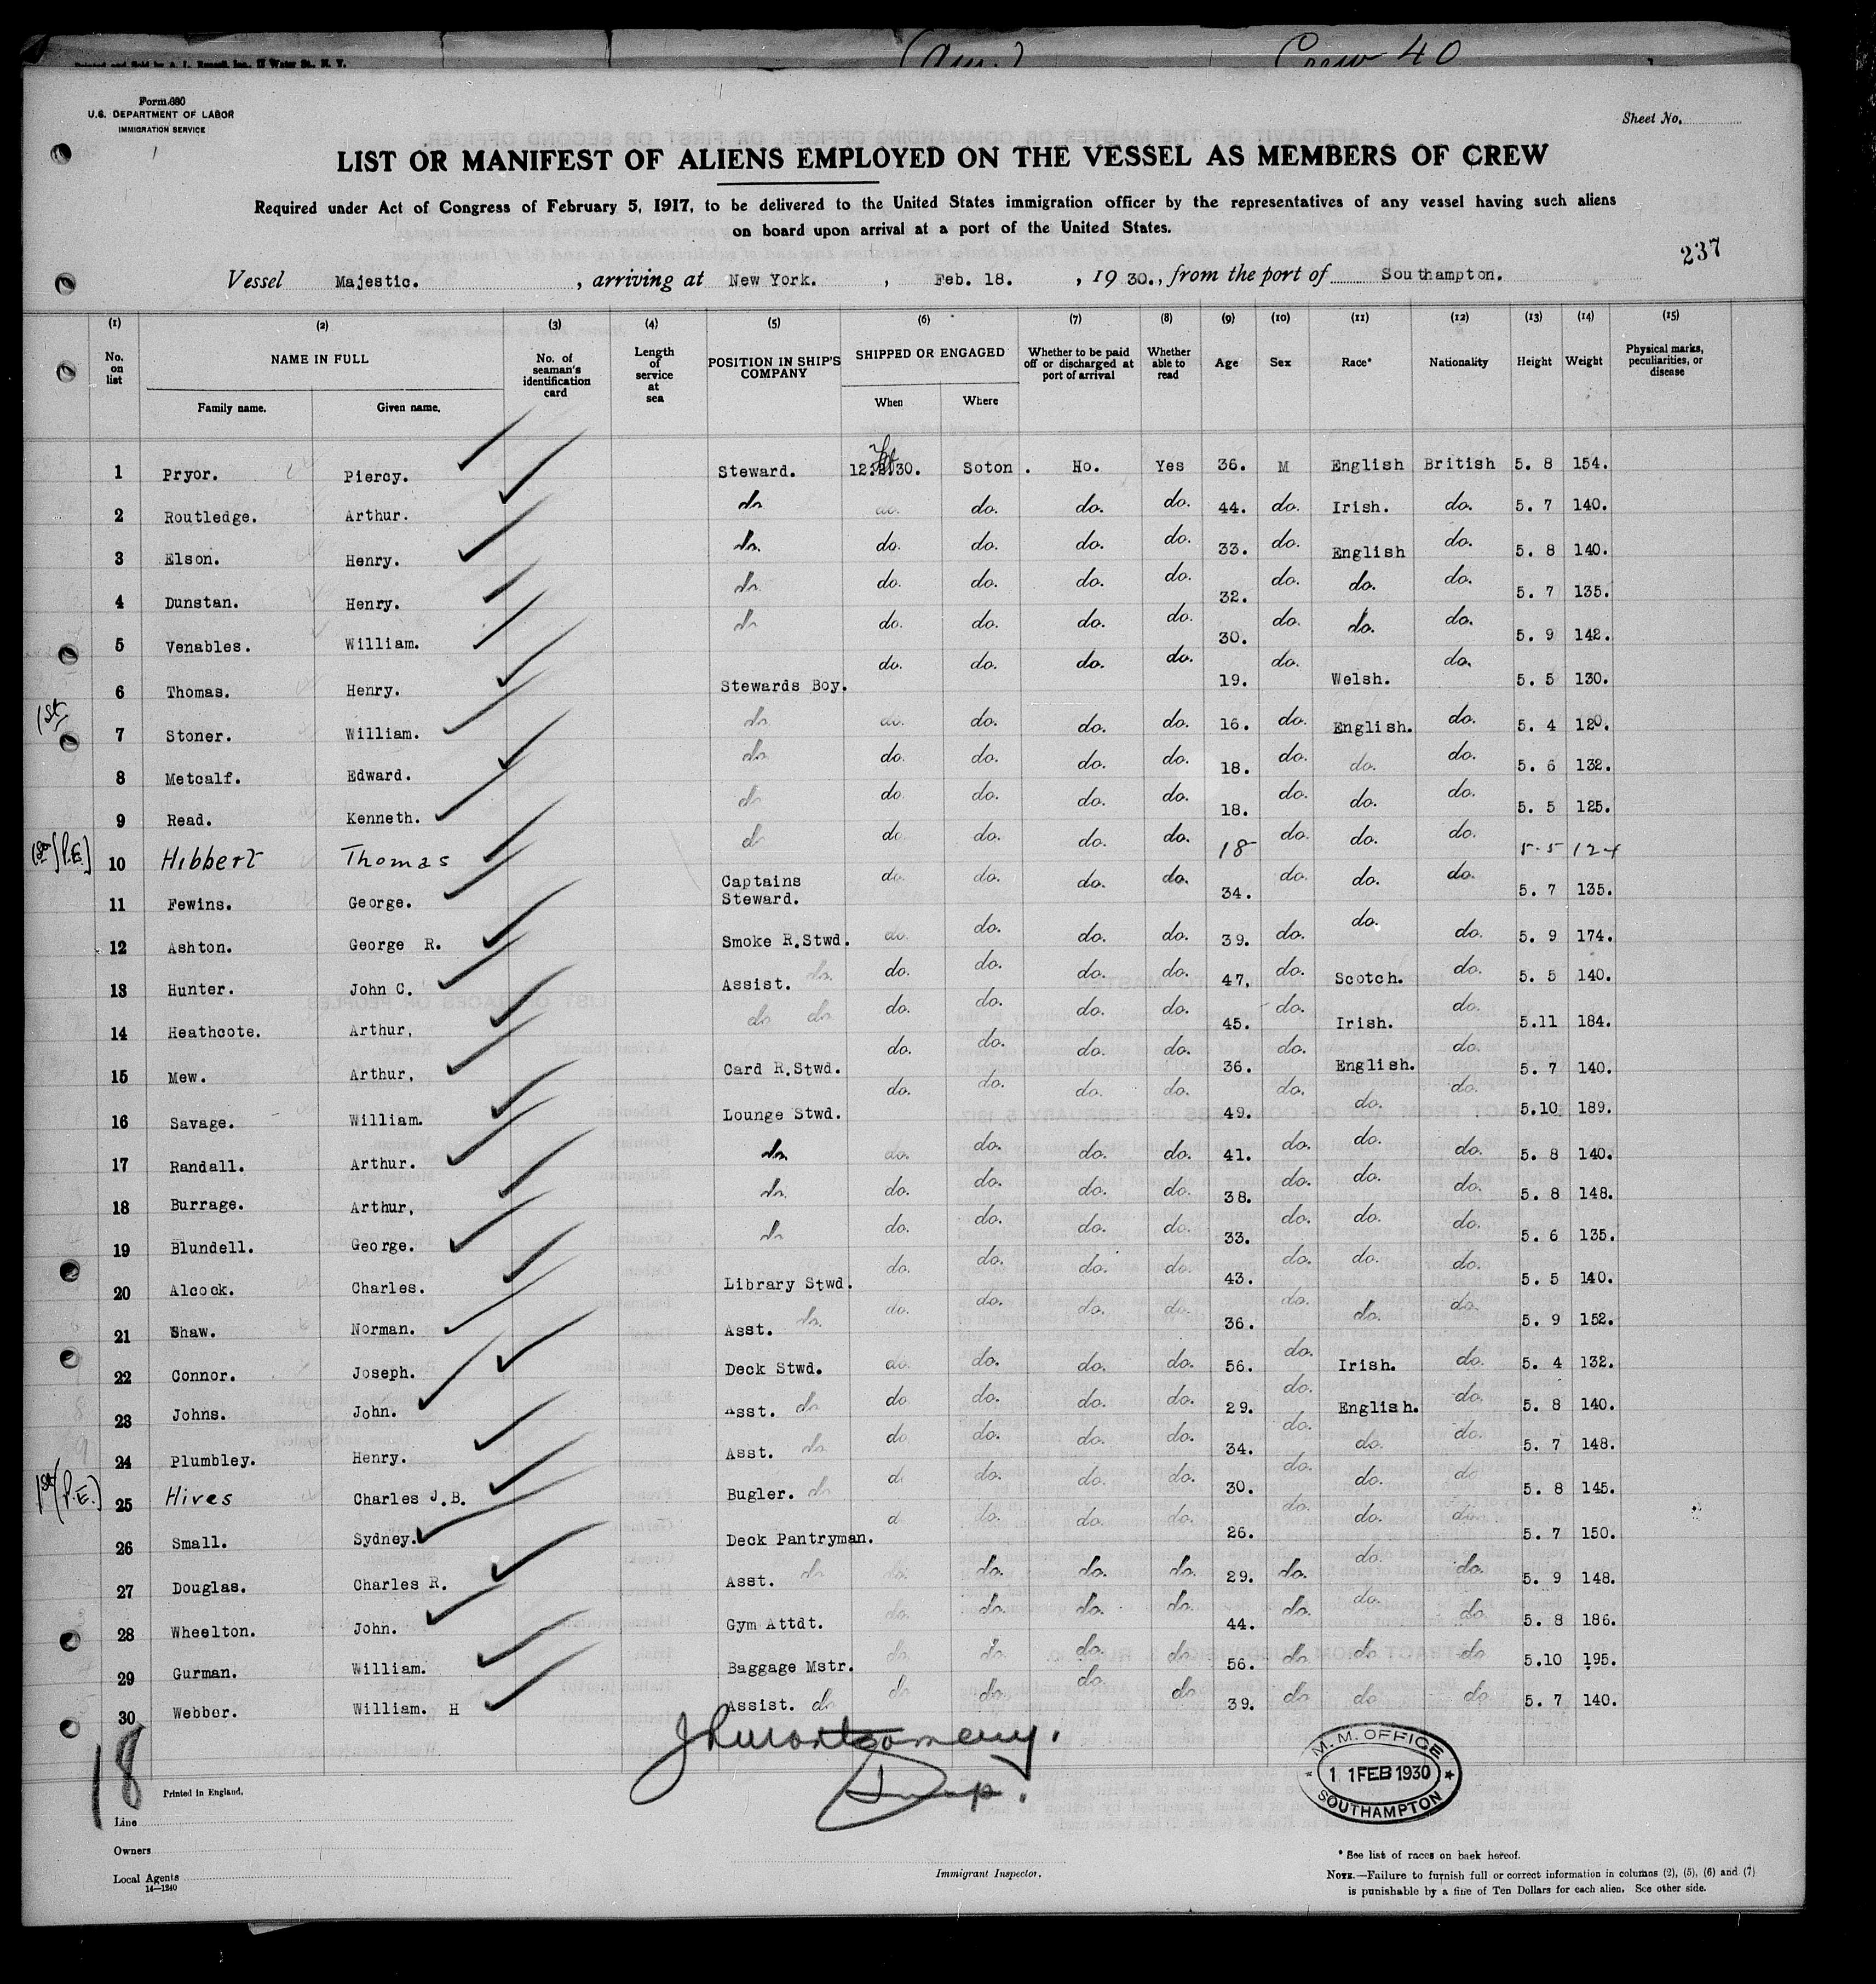 Crew 40
Form 680
U.S. DEPARTMENT OF LABOR
IMMIGRATION SERVICE
Sheet No.
LIST OR MANIFEST OF ALIENS EMPLOYED ON THE VESSEL AS MEMBERS OF CREW
Required under Act of Congress of February 5, 1917, to be delivered to the United States immigration officer by the representatives of any vessel having such aliens
on board upon arrival at a port of the United States.
237
Vessel Majestic. , arriving at New York. , Feb. 18. , 19 30., from the port of Southampton.
(1) (2) (3) (4) (5) (6) (7) (8) (9) (10) (11) (12) (13) (14) (15)
No. on list NAME IN FULL Family name. Given name. No. of seaman's identification card Length of service at sea POSITION IN SHIP'S COMPANY SHIPPED OR ENGAGED When Where Whether to be paid off or discharged at port of arrival Whether able to read Age Sex Race* Nationality Height Weight Physical marks, peculiarities, or disease
1 Pryor. Piercy. Steward. Soton. Ho. Yes 36. M English British 5. 8 154.
2 Routledge. Arthur. do do. do. do. do. 44. do. Irish. do. 5. 7 140.
3 Elson. Henry. do. do. do. do. do. 33. do. English do. 5. 8 140.
4 Dunstan. Henry. do do. do. do. do. 32. do. do. do. 5. 7 135.
5 Venables. William. do do. do. do. do. 30. do. do. do. 5. 9 142.
6 Thomas. Henry. Stewards Boy. do. do. do. do. 19. do. Welsh. do. 5. 5 130.
1st
7 Stoner. William. do do. do. do. do. 16. do. English. do. 5. 4 120.
8 Metcalf. Edward. do do. do. do. do. 18. do. do. do. 5. 6 132.
9 Read. Kenneth. do do. do. do. do. 18. do. do. do. 5. 5 125.
(P.E.) 10 Hibbert Thomas do do. do. do. do. 18 do. do. do. 5.5 124
11 Fewins. George. Captains Steward. do. do. do. do. 34. do. do. do. 5. 7 135.
12 Ashton. George R. Smoke R.Stwd. do. do. do. do. 39. do. do. do. 5. 9 174.
13 Hunter. John C. Assist. do. do. do. do. do. 47, do. Scotch. do. 5. 5 140.
14 Heathcote. Arthur, do do. do. do. do. do. 45. do. Irish. do. 5.11 184.
15 Mew. Arthur, Card R.Stwd. do. do. do. do. 36. do. English. do. 5. 7 140.
16 Savage. William. Lounge Stwd. do. do. do. do. 49. do. do. do. 5.10 189.
17 Randall. Arthur. do do. do. do. do. 41. do. do. do. 5. 8 140.
18 Burrage. Arthur, do. do. do. do. do. 38. do. do. do. 5. 8 148.
19 Blundell. George. do do. do. do. do. 33. do. do. do. 5. 6 135.
20 Alcock. Charles. Library Stwd. do. do. do. do. 43. do. do. do. 5. 5 140.
21 Shaw. Norman. Asst. do. do. do. do. do. 36. do. do. do. 5. 9 152.
22 Connor. Joseph. Deck Stwd. do. do. do. do. 56. do. Irish. do. 5. 4 132.
23 Johns. John. Asst. do do. do. do. do. 29. do. English. do. 5. 8 140.
24 Plumbley. Henry. Asst. do. do do. do. do. 34. do. do. do. 5. 7 148.
1st (P.E.) 25 Hives Charles J.B. Bugler. do. do do. do. do. 30. do. do. do 5. 8 145.
26 Small. Sydney. Deck Pantryman. d do. do. do. 26. do. do. do. 5. 7 150.
27 Douglas. Charles R. Asst. do do. do. do. do. 29. do. do. do. 5. 9 148.
28 Wheelton. John. Gym Attdt. do. do. do. do. 44. do. do. do. 5. 8 186.
29 Gurman. William. Baggage Mstr. do. do. do. do. 56. do do do 5.10 195.
30 Webber. William. H Assist. do do. do. do. do 39. do do do 5. 7 140.
18
J h Montgomery.
M.M. OFFICE
11 FEB 1930
SOUTHAMPTON
Printed in England.
Line
Owners
Local Agents
14—1240
Immigrant Inspector.
* See list of races on back hereof.
NOTE.—Failure to furnish full or correct information in columns (2), (5), (6) and (7)
is punishable by a fine of Ten Dollars for each alien. See other side.